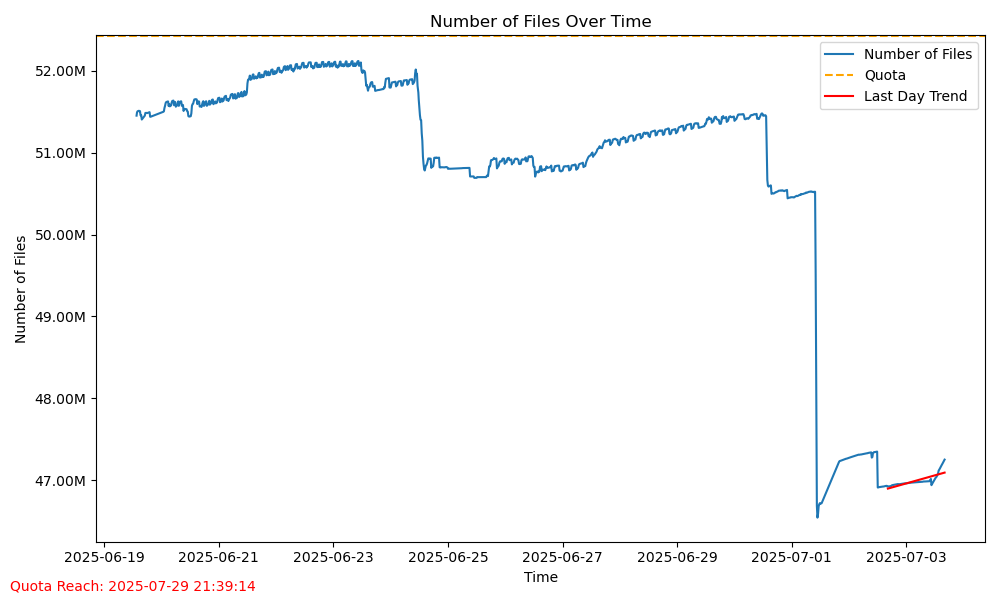 Number of Files Over Time
Number of Files
Quota
Last Day Trend
52.00M
51.00M
50.00M
49.00M
48.00M
47.00M
Number of Files
2025-06-19
2025-06-21
2025-06-23
2025-06-25
2025-06-27
2025-06-29
2025-07-01
2025-07-03
Time
Quota Reach: 2025-07-29 21:39:14